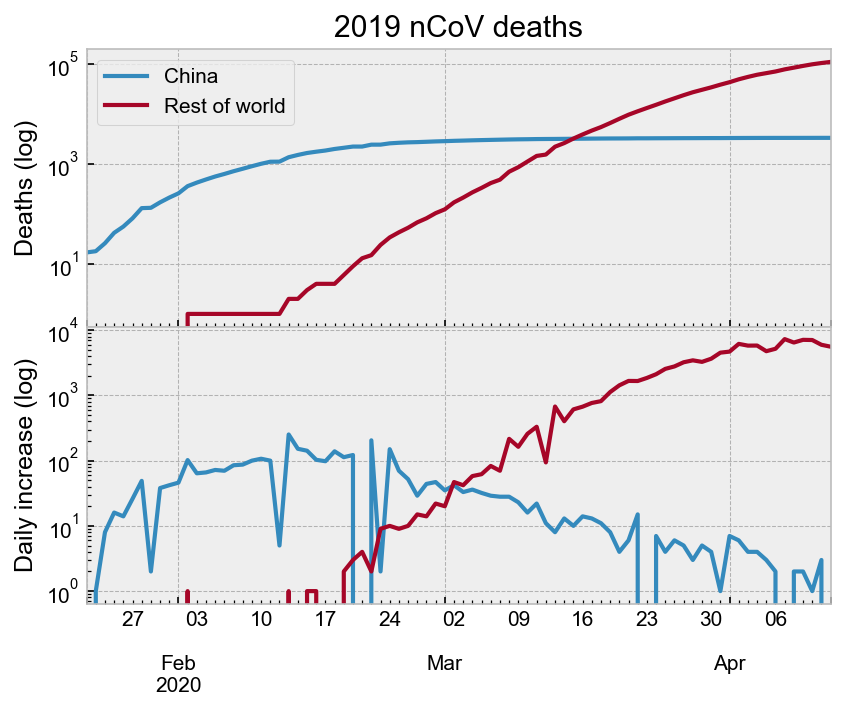 2019 nCoV deaths
China
Rest of world
Deaths (log)
10^5
10^3
10^1
Daily increase (log)
10^4
10^3
10^2
10^1
10^0
27 03 10 17 24 02 09 16 23 30 06
Feb Mar Apr
2020